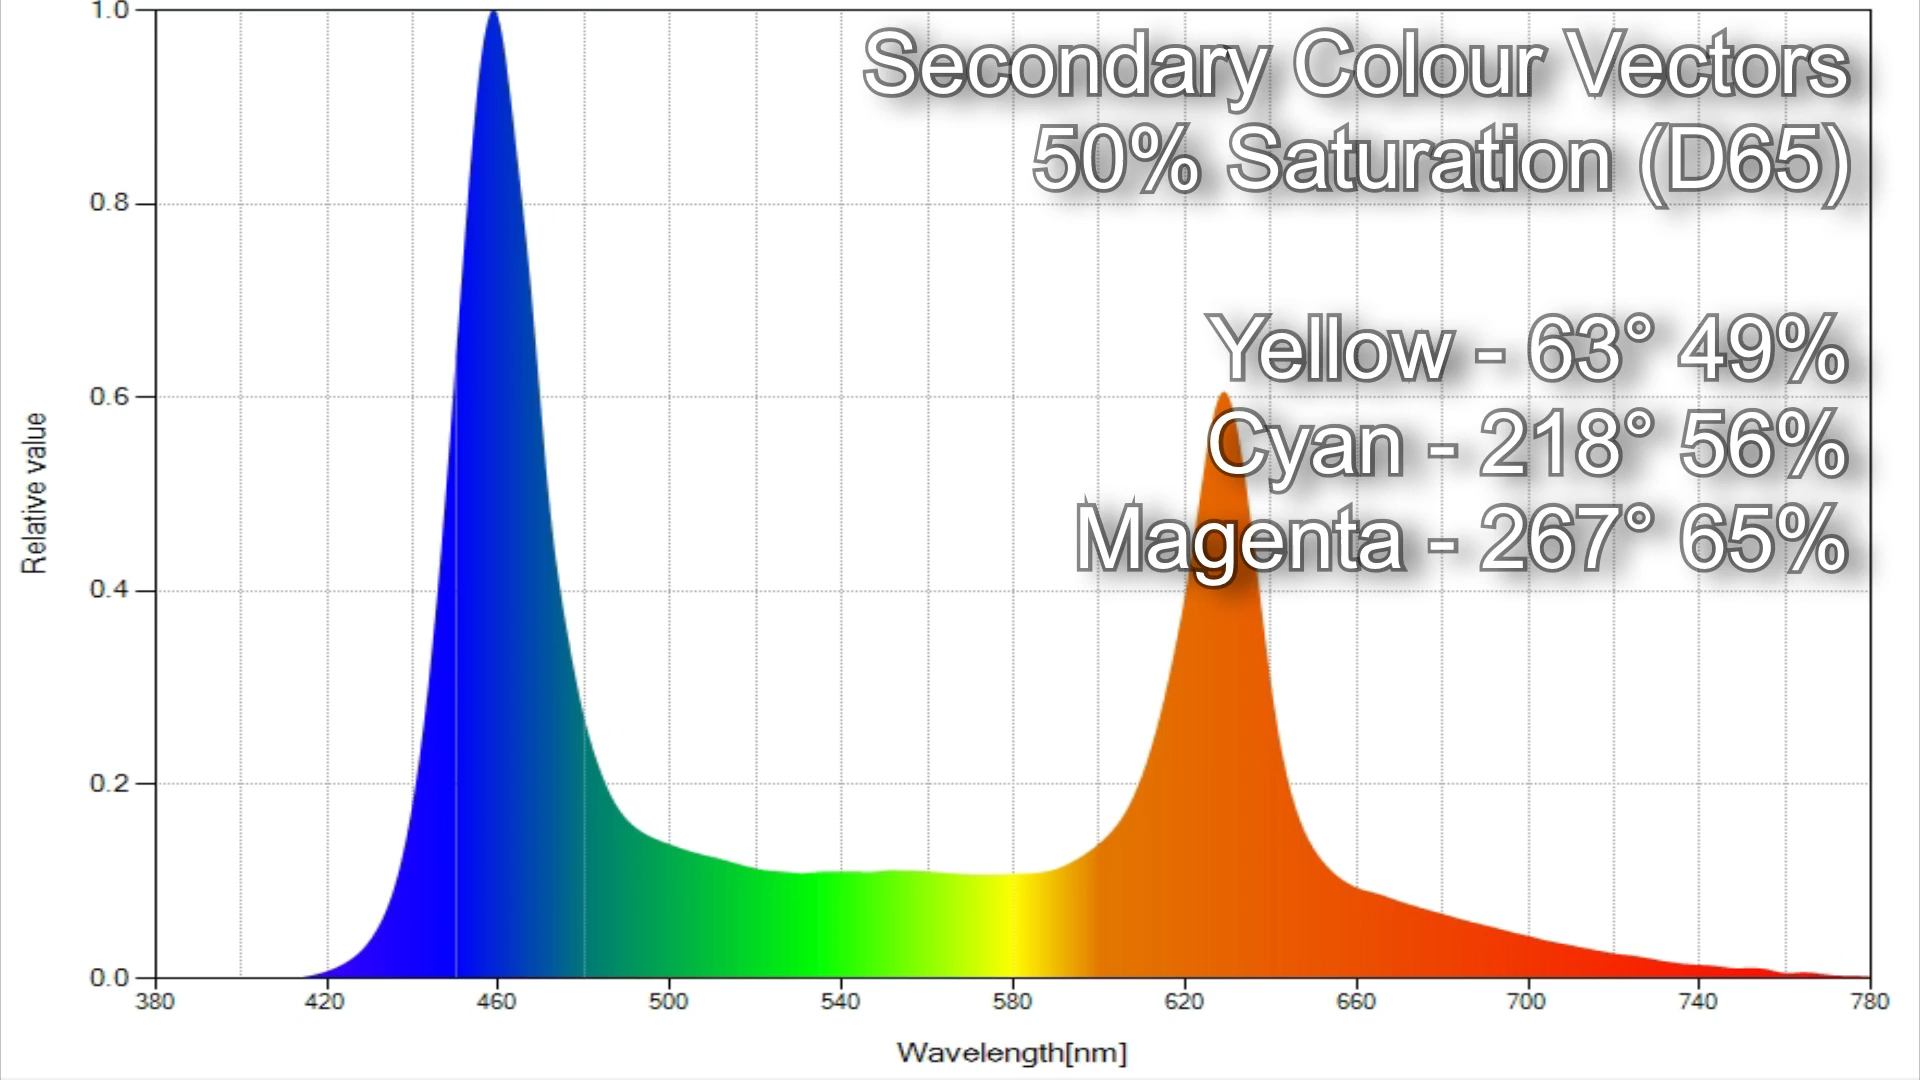 Secondary Colour Vectors
50% Saturation (D65)
Yellow - 63° 49%
Cyan - 218° 56%
Magenta - 267° 65%
1.0
0.8
0.6
0.4
0.2
0.0
Relative value
380 420 460 500 540 580 620 660 700 740 780
Wavelength[nm]